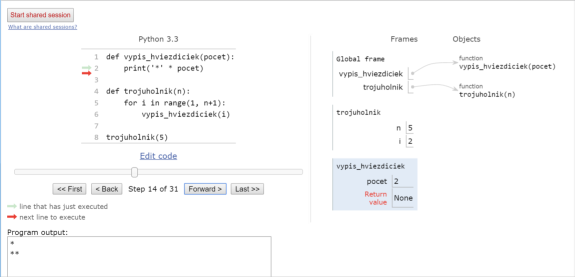 Start shared session
What are shared sessions?
Python 3.3
1 def vypis_hviezdiciek(pocet):
2 print('*' * pocet)
3
4 def trojuholnik(n):
5 for i in range(1, n+1):
6 vypis_hviezdiciek(i)
7
8 trojuholnik(5)
Edit code
<< First < Back Step 14 of 31 Forward > Last >>
line that has just executed
next line to execute
Program output:
*
**
Frames Objects
Global frame
vypis_hviezdiciek
trojuholnik
function
vypis_hviezdiciek(pocet)
function
trojuholnik(n)
trojuholnik
n 5
i 2
vypis_hviezdiciek
pocet 2
Return
value None